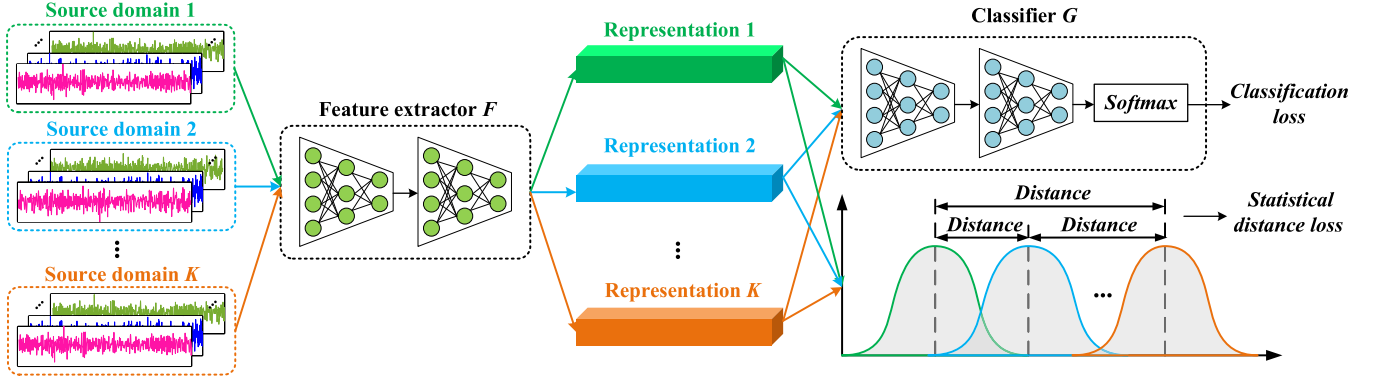 Source domain 1
Source domain 2
Source domain K
Feature extractor F
Representation 1
Representation 2
Representation K
Classifier G
Softmax
Classification
loss
Distance
Distance
Distance
Statistical
distance loss